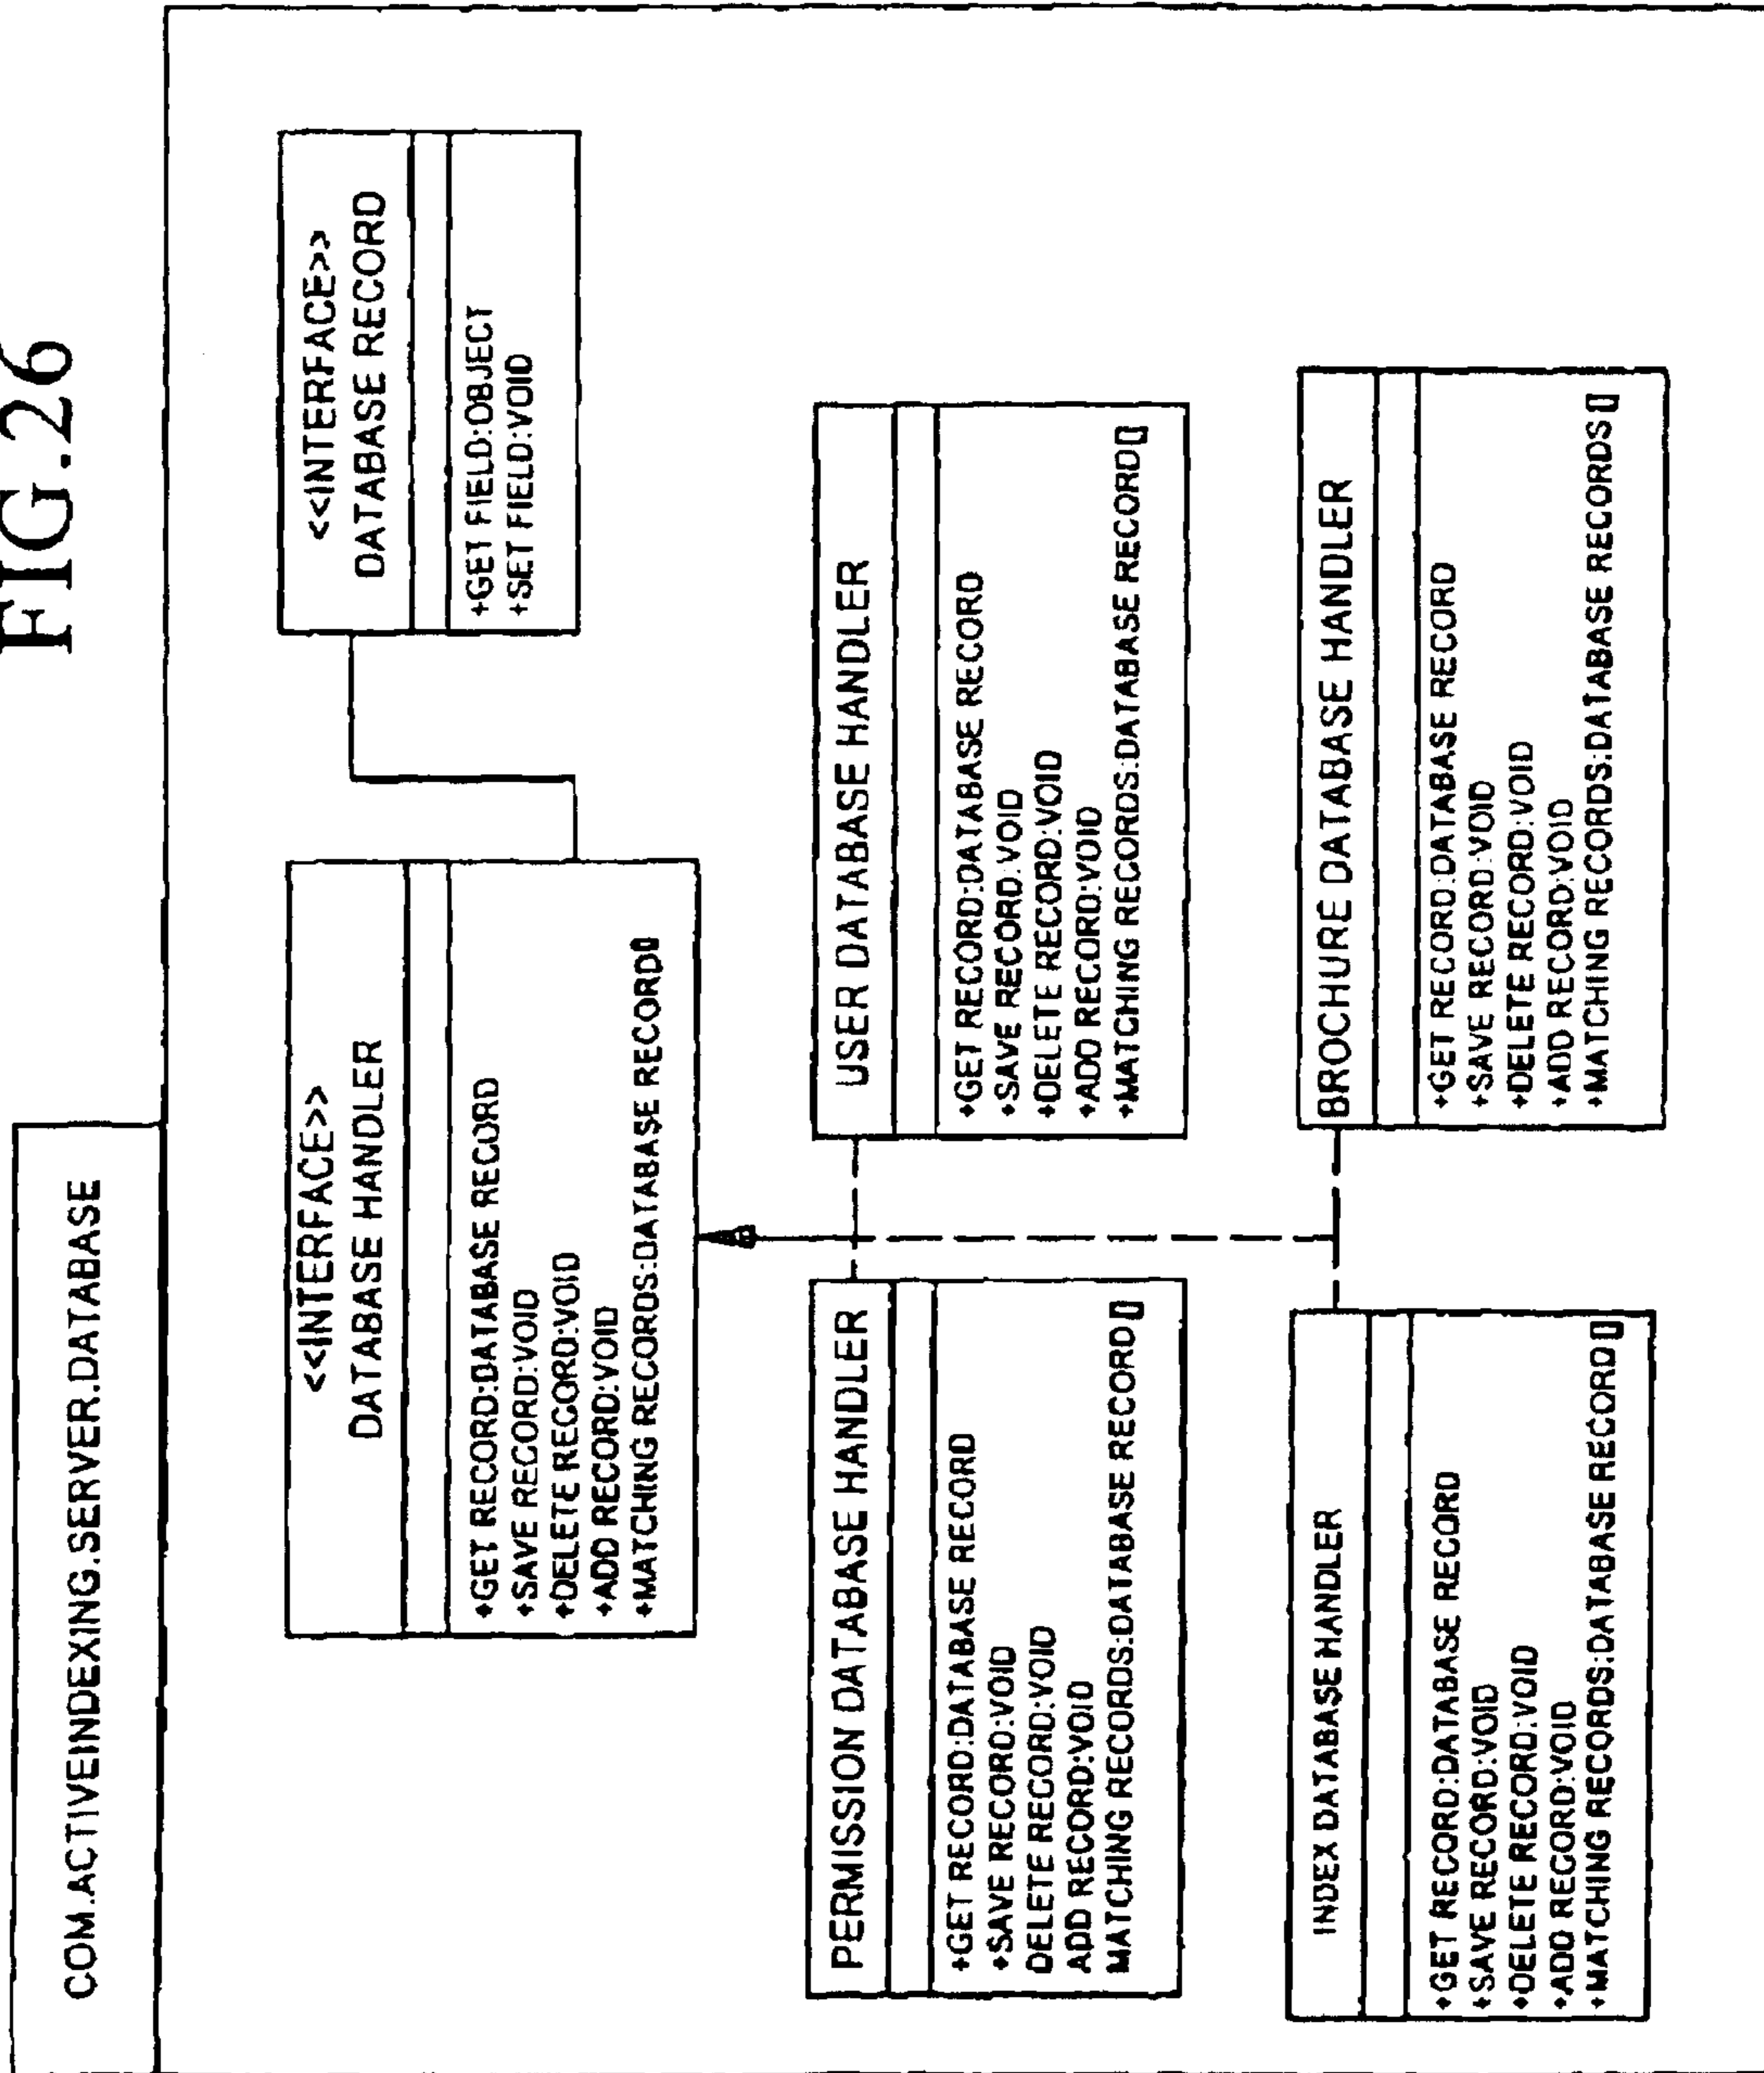 FIG.26
COM.ACTIVEINDEXING.SERVER.DATABASE
<<INTERFACE>>
DATABASE HANDLER
+GET RECORD:DATABASE RECORD
+SAVE RECORD:VOID
+DELETE RECORD:VOID
+ADD RECORD:VOID
+MATCHING RECORDS:DATABASE RECORD[]
<<INTERFACE>>
DATABASE RECORD
+GET FIELD:OBJECT
+SET FIELD:VOID
PERMISSION DATABASE HANDLER
+GET RECORD:DATABASE RECORD
+SAVE RECORD:VOID
DELETE RECORD:VOID
ADD RECORD:VOID
MATCHING RECORDS:DATABASE RECORD[]
USER DATABASE HANDLER
+GET RECORD:DATABASE RECORD
+SAVE RECORD:VOID
+DELETE RECORD:VOID
+ADD RECORD:VOID
+MATCHING RECORDS:DATABASE RECORD[]
INDEX DATABASE HANDLER
+GET RECORD:DATABASE RECORD
+SAVE RECORD:VOID
+DELETE RECORD:VOID
+ADD RECORD:VOID
+MATCHING RECORDS:DATABASE RECORD[]
BROCHURE DATABASE HANDLER
+GET RECORD:DATABASE RECORD
+SAVE RECORD:VOID
+DELETE RECORD:VOID
+ADD RECORD:VOID
+MATCHING RECORDS:DATABASE RECORDS[]